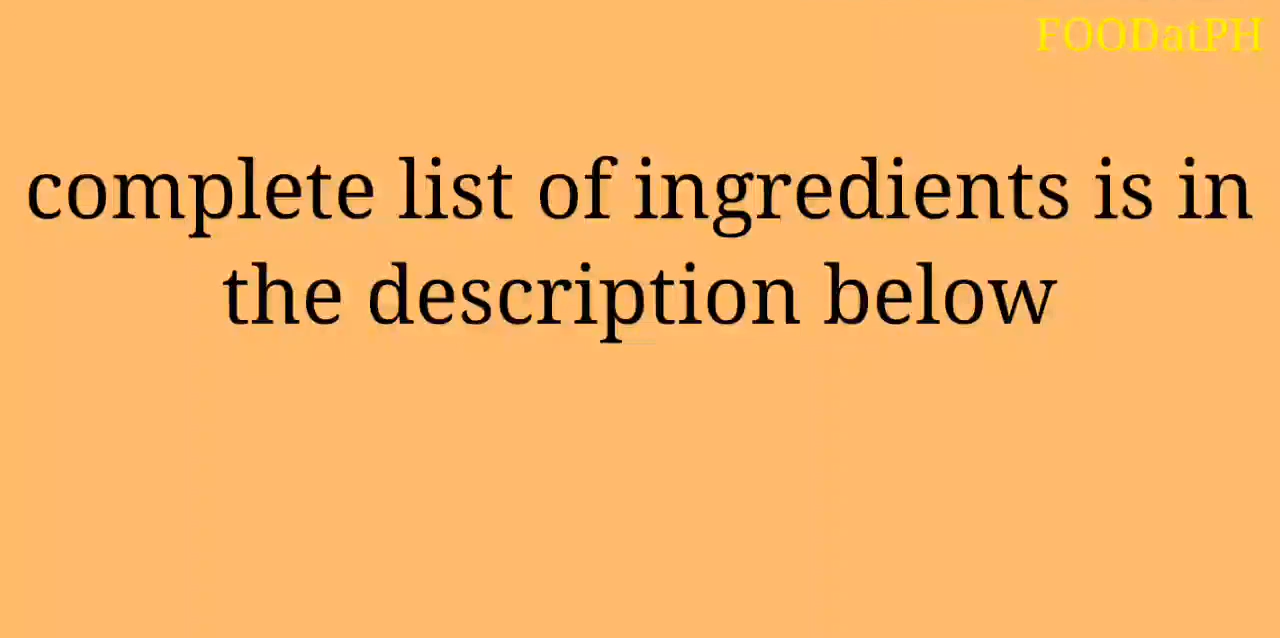 FOODatPH
complete list of ingredients is in
the description below